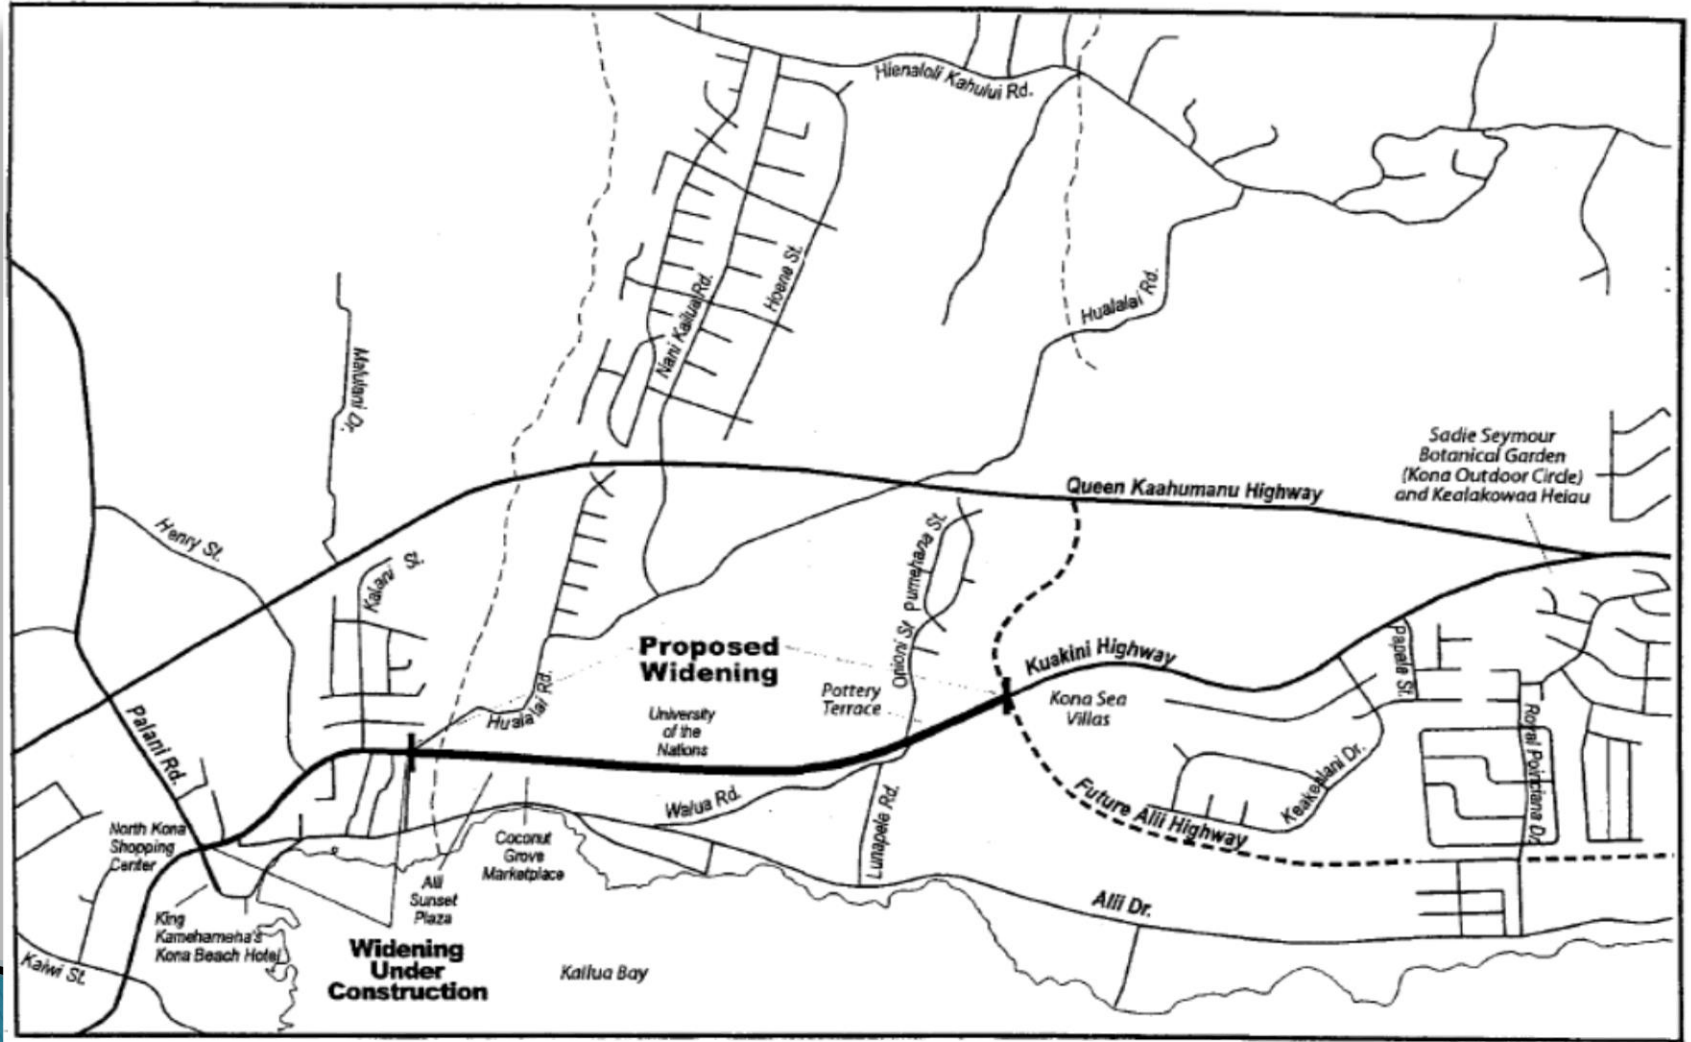 Hienaloli Kahului Rd.
Hoene St.
Nani Kailua Rd.
Hualalai Rd.
Malulani Dr.
Sadie Seymour
Botanical Garden
(Kona Outdoor Circle)
and Kealakowaa Heiau
Queen Kaahumanu Highway
Henry St.
Kalani St.
Pumehana St.
Onioni St
Proposed
Widening
Kuakini Highway
Papala St.
Pottery
Terrace
Kona Sea
Villas
Hualalai Rd.
University
of the
Nations
Palani Rd.
Royal Poinciana Dr.
Keakealani Dr.
Future Alii Highway
Walua Rd.
Lunapele Rd.
North Kona
Shopping
Center
Coconut
Grove
Marketplace
Alii
Sunset
Plaza
Alii Dr.
King
Kamehameha's
Kona Beach Hotel
Widening
Under
Construction
Kailua Bay
Kaiwi St.